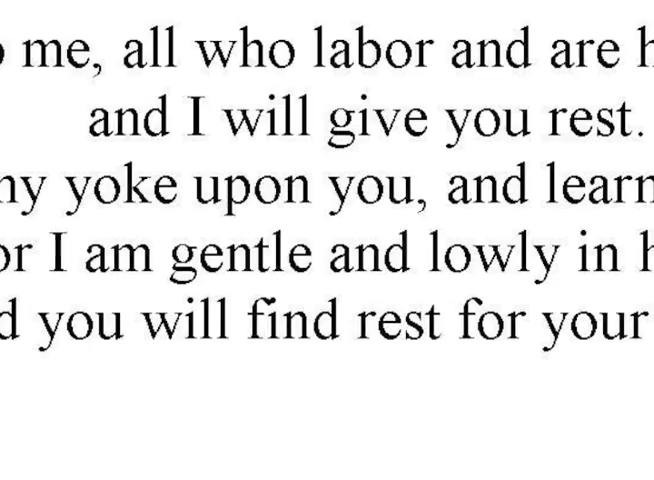 me, all who labor and are
and I will give you rest.
yoke upon you, and learn
I am gentle and lowly in
you will find rest for your